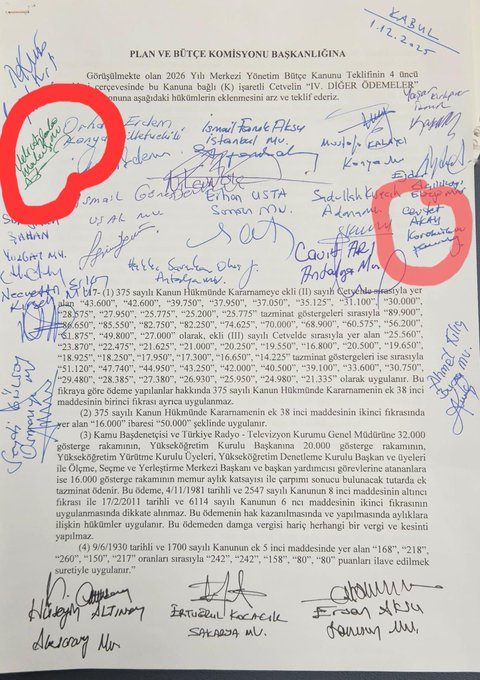 KABUL
1.12.2025
PLAN VE BÜTÇE KOMİSYONU BAŞKANLIĞINA
Görüşülmekte olan 2026 Yılı Merkezi Yönetim Bütçe Kanunu Teklifinin 4 üncü
çerçevesinde bu Kanuna bağlı (K) işaretli Cetvelin “IV. DİĞER ÖDEMELER”
aşağıdaki hükümlerin eklenmesini arz ve teklif ederiz.
Orhan Erdem
Konya Milletvekili
İsmail Faruk Aksu
İstanbul Mv.
Mustafa
Konya Mv.
İsmail Güneş
UŞAK MV.
Erhan USTA
Samsun Mv.
Sadullah Kısacık
Adana Mv.
Cevdet
AKAY
Karabük Mv.
Cavit ARI
Antalya Mv.
ŞAHAN
YOZGAT MV.
Ahmet Kılıç
Bursa Mv.
Osmaniye MV
“(1) 375 sayılı Kanun Hükmünde Kararnameye ekli (II) sayılı Cetvelde sırasıyla yer
alan “43.600”, “42.600”, “39.750”, “39.950”, “37.050”, “35.125”, “31.100”, “30.000”,
“28.575”, “27.950”, “25.775”, “25.200”, “25.775” tazminat göstergeleri sırasıyla “89.900”,
“86.650”, “85.550”, “82.750”, “82.250”, “74.625”, “70.000”, “68.900”, “60.575”, “56.200”,
“51.875”, “49.800”, “27.000” olarak, ekli (III) sayılı Cetvelde sırasıyla yer alan “25.560”,
“23.870”, “22.475”, “21.625”, “21.000”, “20.250”, “19.550”, “16.800”, “20.500”, “19.650”,
“18.925”, “18.250”, “17.950”, “17.300”, “16.650”, “14.225” tazminat göstergeleri ise sırasıyla
“51.120”, “47.740”, “44.950”, “43.250”, “42.000”, “40.500”, “39.100”, “33.600”, “30.750”,
“29.480”, “28.385”, “27.380”, “26.930”, “25.950”, “24.980”, “21.335” olarak uygulanır. Bu
fıkraya göre ödeme yapılanlar hakkında 375 sayılı Kanun Hükmünde Kararnamenin ek 38 inci
maddesinin birinci fıkrası ayrıca uygulanmaz.
(2) 375 sayılı Kanun Hükmünde Kararnamenin ek 38 inci maddesinin ikinci fıkrasında
yer alan “16.000” ibaresi “50.000” şeklinde uygulanır.
(3) Kamu Başdenetçisi ve Türkiye Radyo - Televizyon Kurumu Genel Müdürüne 32.000
gösterge rakamının, Yükseköğretim Kurulu Başkanına 20.000 gösterge rakamının,
Yükseköğretim Yürütme Kurulu Üyeleri, Yükseköğretim Denetleme Kurulu Başkan ve üyeleri
ile Ölçme, Seçme ve Yerleştirme Merkezi Başkanı ve başkan yardımcısı görevlerine atananlara
ise 16.000 gösterge rakamının memur aylık katsayısı ile çarpımı sonucu bulunacak tutarda ek
tazminat ödenir. Bu ödeme, 4/11/1981 tarihli ve 2547 sayılı Kanunun 8 inci maddesinin altıncı
fıkrası ile 17/2/2011 tarihli ve 6114 sayılı Kanunun 6 ncı maddesinin ikinci fıkrasının
uygulanmasında dikkate alınmaz. Bu ödemenin hak kazanılmasında ve yapılmasında aylıklara
ilişkin hükümler uygulanır. Bu ödemeden damga vergisi hariç herhangi bir vergi ve kesinti
yapılmaz.
(4) 9/6/1930 tarihli ve 1700 sayılı Kanunun ek 5 inci maddesinde yer alan “168”, “218”,
“260”, “150”, “217” oranları sırasıyla “242”, “242”, “158”, “80” “80” puanları ilave edilmek
suretiyle uygulanır.”
Hüseyin ALTINSOY
Aksaray Mv.
ERTUĞRUL KOCACIK
SAKARYA MV.
Ersan Aksu
Samsun Mv.